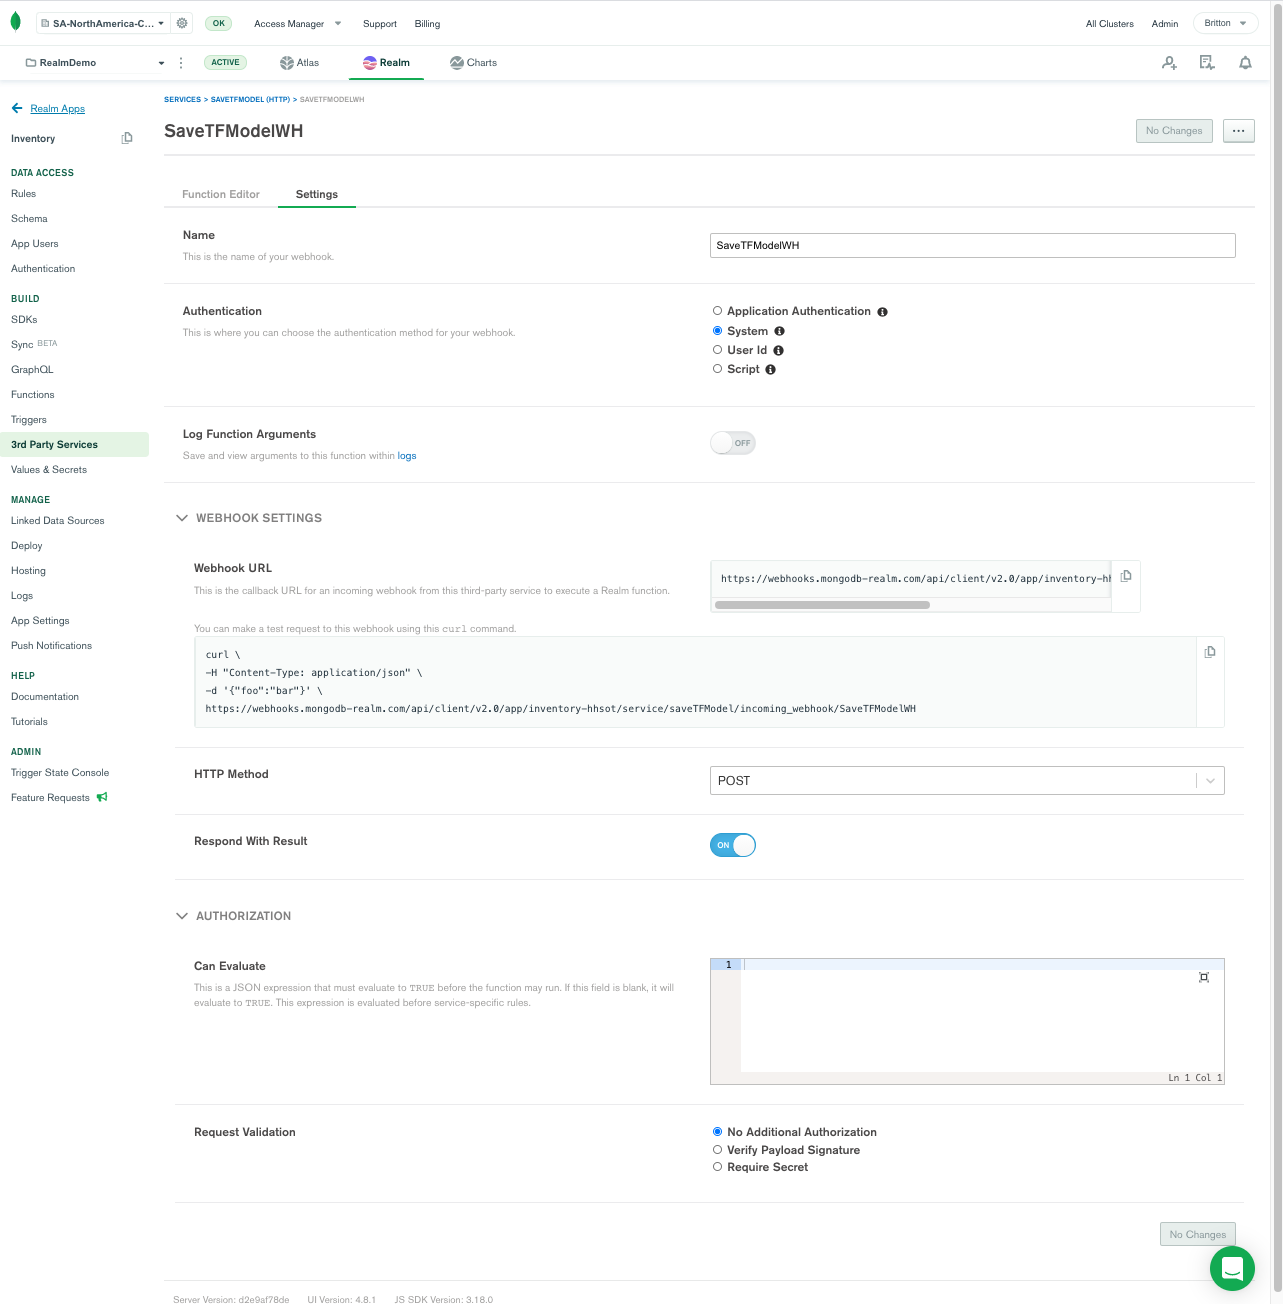 SA-NorthAmerica-C...
OK
Access Manager
Support
Billing
All Clusters
Admin
Britton
RealmDemo
ACTIVE
Atlas
Realm
Charts
Realm Apps
Inventory
DATA ACCESS
Rules
Schema
App Users
Authentication
BUILD
SDKs
Sync BETA
GraphQL
Functions
Triggers
3rd Party Services
Values & Secrets
MANAGE
Linked Data Sources
Deploy
Hosting
Logs
App Settings
Push Notifications
HELP
Documentation
Tutorials
ADMIN
Trigger State Console
Feature Requests
SERVICES > SAVETFMODEL (HTTP) > SAVETFMODELWH
SaveTFModelWH
No Changes
Function Editor
Settings
Name
This is the name of your webhook.
SaveTFModelWH
Authentication
This is where you can choose the authentication method for your webhook.
Application Authentication
System
User Id
Script
Log Function Arguments
Save and view arguments to this function within logs
OFF
WEBHOOK SETTINGS
Webhook URL
This is the callback URL for an incoming webhook from this third-party service to execute a Realm function.
https://webhooks.mongodb-realm.com/api/client/v2.0/app/inventory-hh
You can make a test request to this webhook using this curl command.
curl \
-H "Content-Type: application/json" \
-d '{"foo":"bar"}' \
https://webhooks.mongodb-realm.com/api/client/v2.0/app/inventory-hhsot/service/saveTFModel/incoming_webhook/SaveTFModelWH
HTTP Method
POST
Respond With Result
ON
AUTHORIZATION
Can Evaluate
This is a JSON expression that must evaluate to TRUE before the function may run. If this field is blank, it will
evaluate to TRUE. This expression is evaluated before service-specific rules.
1
Ln 1 Col 1
Request Validation
No Additional Authorization
Verify Payload Signature
Require Secret
No Changes
Server Version: d2e9af78de
UI Version: 4.8.1
JS SDK Version: 3.18.0